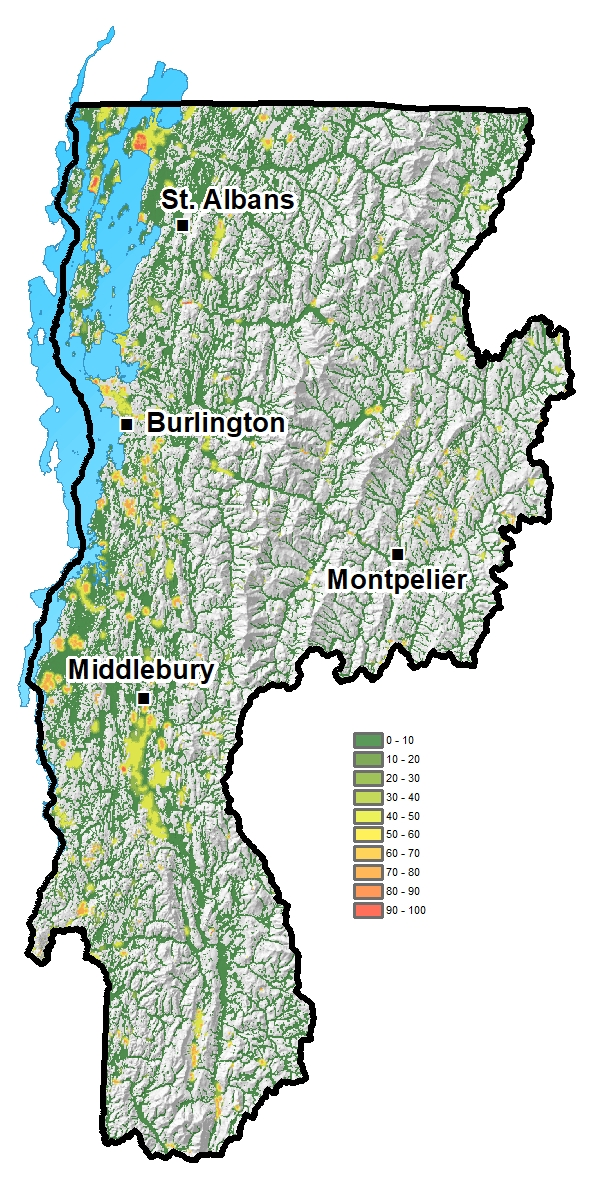 St. Albans
Burlington
Montpelier
Middlebury
0 - 10
10 - 20
20 - 30
30 - 40
40 - 50
50 - 60
60 - 70
70 - 80
80 - 90
90 - 100